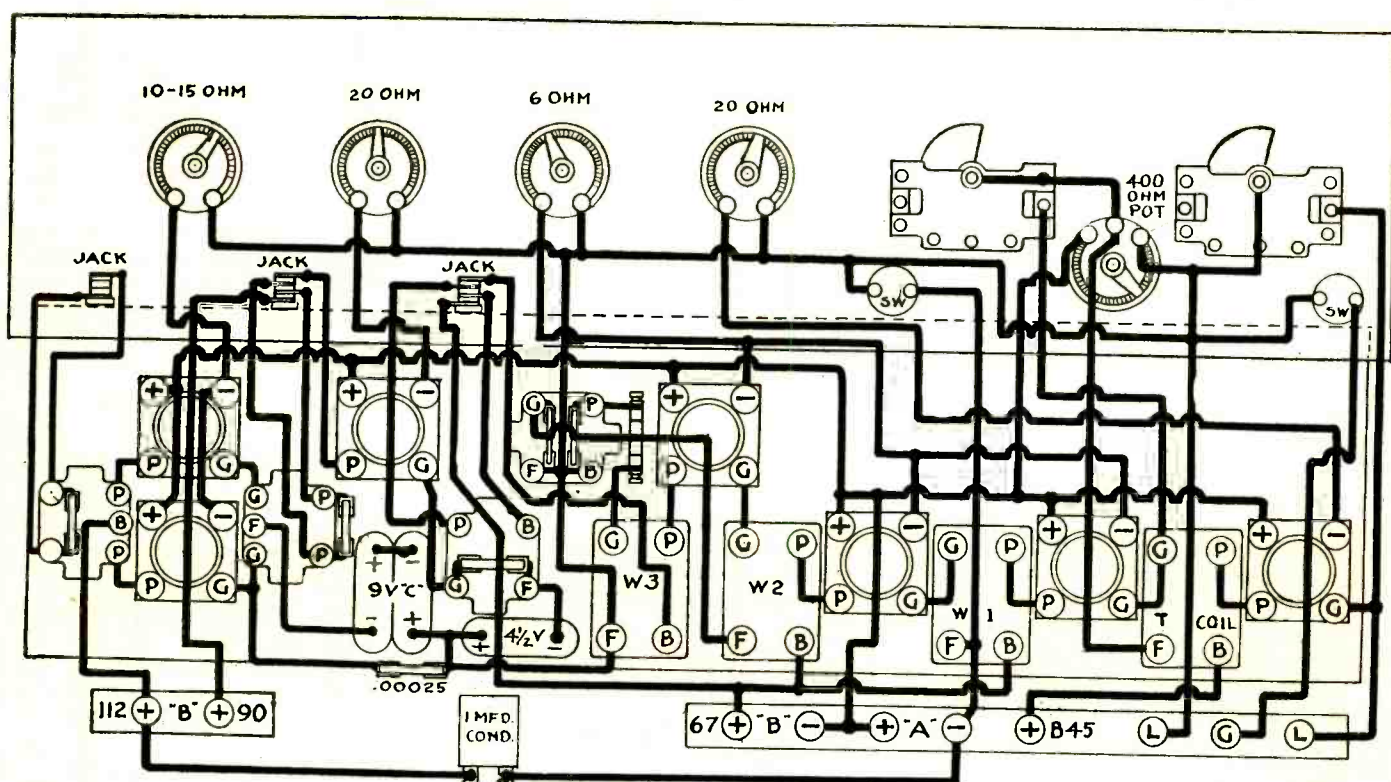 10-15 OHM
20 OHM
6 OHM
20 OHM
400
OHM
POT
JACK
JACK
JACK
SW
SW
+ −
+ −
G P
+ −
P G
P G
F B
P G
P
B
P
G
F
G
P
P
+ −
P G
+ −
+ −
9V "C"
− +
P B
G F
+ 4½V −
G P
W3
F B
G P
W2
F B
+ −
P G
G P
W1
F B
+ −
P G
G P
T COIL
F B
+ −
P G
.00025
112 + "B" + 90
1 MFD.
COND.
67 + "B" − + "A" − + B45 L G L